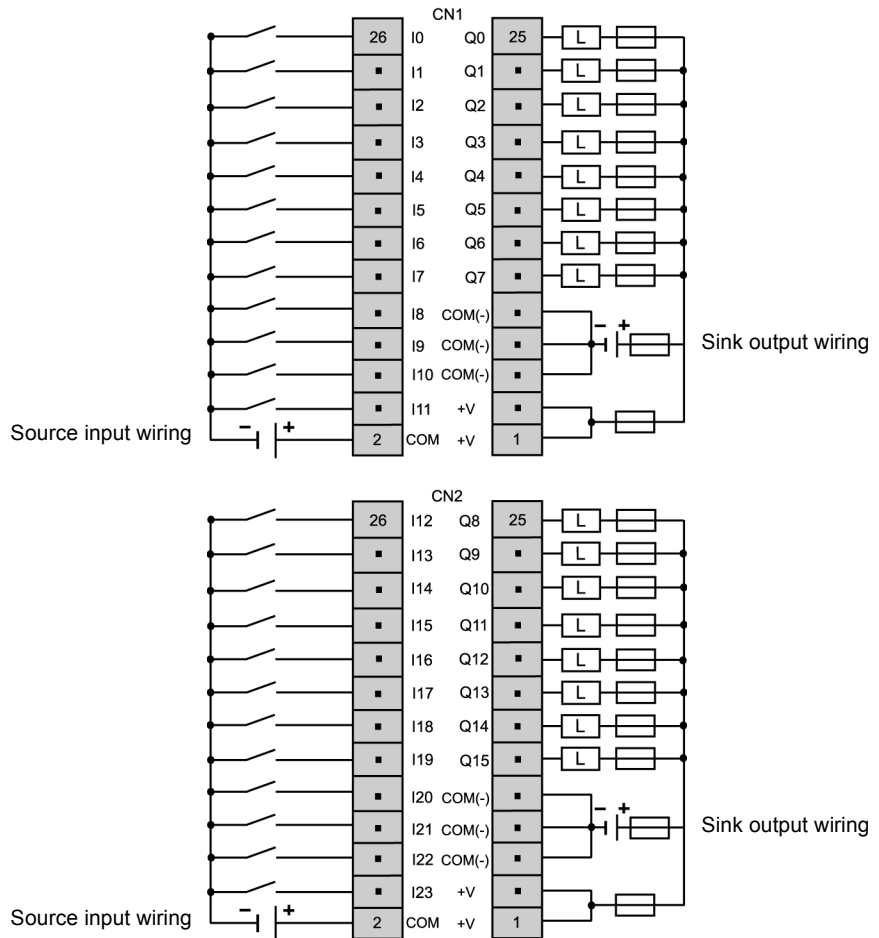 CN1
26 I0 Q0 25 L
I1 Q1 L
I2 Q2 L
I3 Q3 L
I4 Q4 L
I5 Q5 L
I6 Q6 L
I7 Q7 L
I8 COM(-)
I9 COM(-) - + Sink output wiring
I10 COM(-)
I11 +V
Source input wiring - + 2 COM +V 1
CN2
26 I12 Q8 25 L
I13 Q9 L
I14 Q10 L
I15 Q11 L
I16 Q12 L
I17 Q13 L
I18 Q14 L
I19 Q15 L
I20 COM(-)
I21 COM(-) - + Sink output wiring
I22 COM(-)
I23 +V
Source input wiring - + 2 COM +V 1